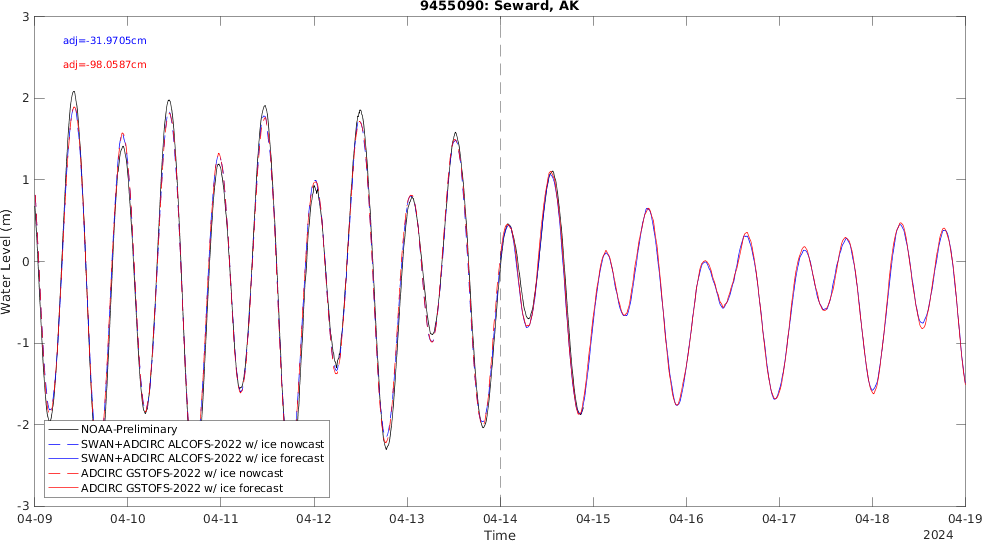 9455090: Seward, AK
adj=-31.9705cm
adj=-98.0587cm
3
2
1
0
-1
-2
-3
Water Level (m)
NOAA-Preliminary
SWAN+ADCIRC ALCOFS-2022 w/ ice nowcast
SWAN+ADCIRC ALCOFS-2022 w/ ice forecast
ADCIRC GSTOFS-2022 w/ ice nowcast
ADCIRC GSTOFS-2022 w/ ice forecast
04-09 04-10 04-11 04-12 04-13 04-14 04-15 04-16 04-17 04-18 04-19
Time
2024